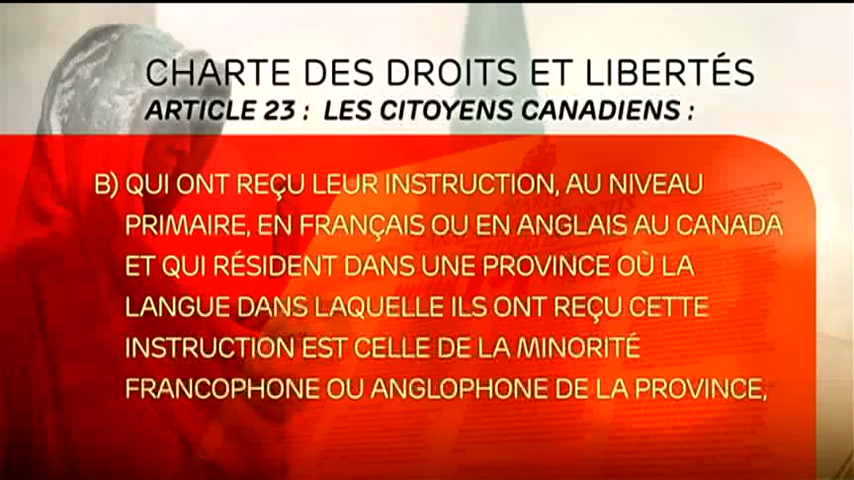 CHARTE DES DROITS ET LIBERTÉS
ARTICLE 23 : LES CITOYENS CANADIENS :
B) QUI ONT REÇU LEUR INSTRUCTION, AU NIVEAU
PRIMAIRE, EN FRANÇAIS OU EN ANGLAIS AU CANADA
ET QUI RÉSIDENT DANS UNE PROVINCE OÙ LA
LANGUE DANS LAQUELLE ILS ONT REÇU CETTE
INSTRUCTION EST CELLE DE LA MINORITÉ
FRANCOPHONE OU ANGLOPHONE DE LA PROVINCE,